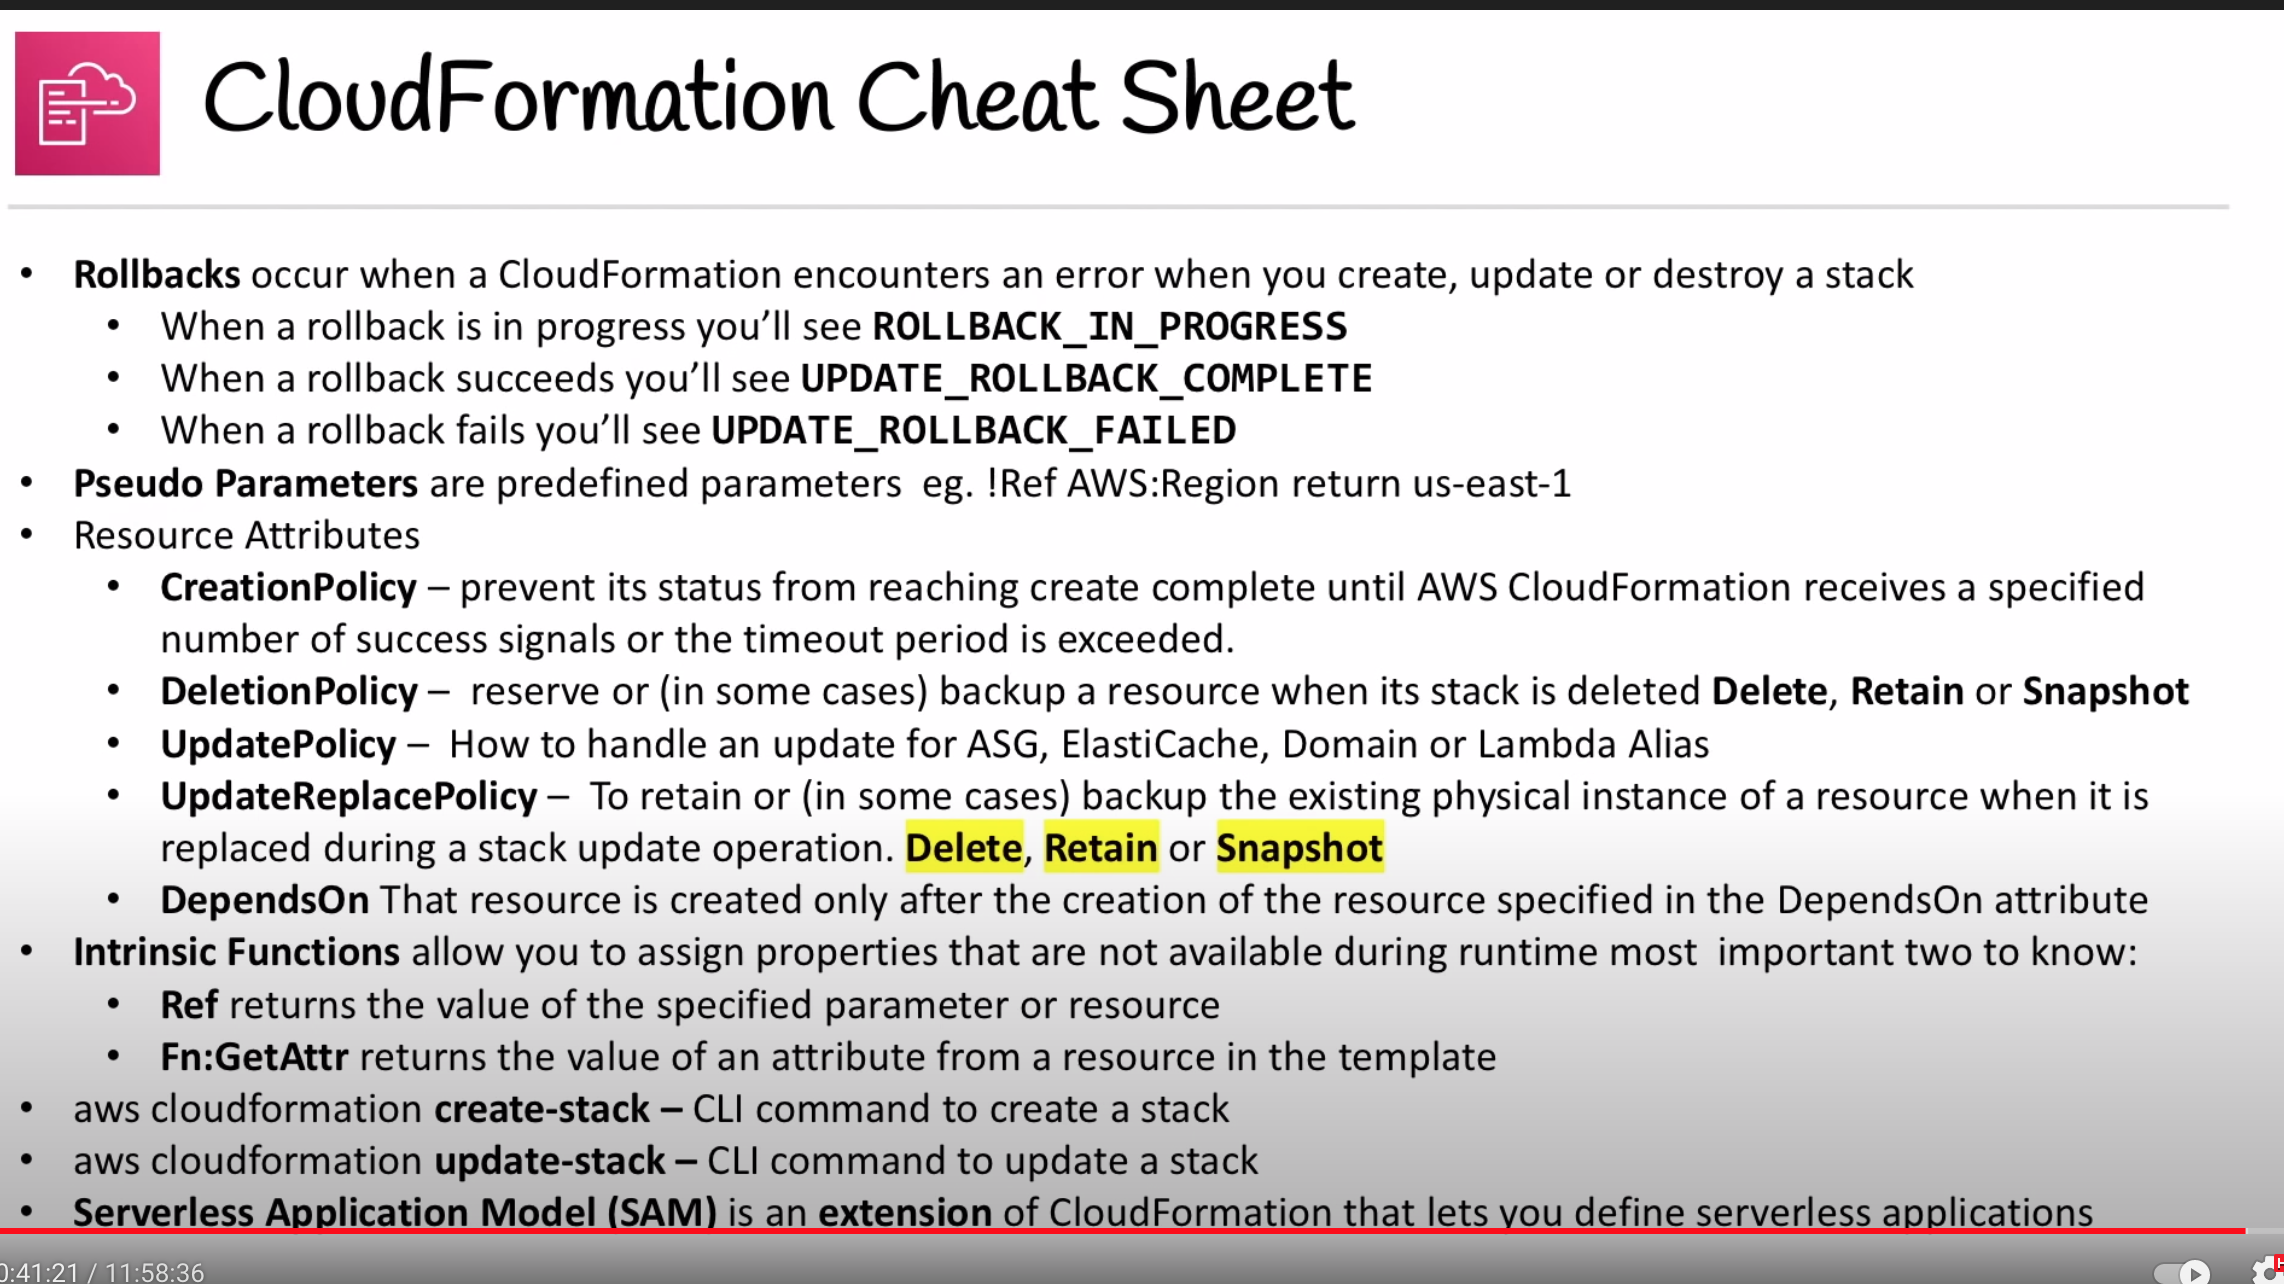 CloudFormation Cheat Sheet
• Rollbacks occur when a CloudFormation encounters an error when you create, update or destroy a stack
• When a rollback is in progress you’ll see ROLLBACK_IN_PROGRESS
• When a rollback succeeds you’ll see UPDATE_ROLLBACK_COMPLETE
• When a rollback fails you’ll see UPDATE_ROLLBACK_FAILED
• Pseudo Parameters are predefined parameters eg. !Ref AWS:Region return us-east-1
• Resource Attributes
• CreationPolicy – prevent its status from reaching create complete until AWS CloudFormation receives a specified
number of success signals or the timeout period is exceeded.
• DeletionPolicy – reserve or (in some cases) backup a resource when its stack is deleted Delete, Retain or Snapshot
• UpdatePolicy – How to handle an update for ASG, ElastiCache, Domain or Lambda Alias
• UpdateReplacePolicy – To retain or (in some cases) backup the existing physical instance of a resource when it is
replaced during a stack update operation. Delete, Retain or Snapshot
• DependsOn That resource is created only after the creation of the resource specified in the DependsOn attribute
• Intrinsic Functions allow you to assign properties that are not available during runtime most important two to know:
• Ref returns the value of the specified parameter or resource
• Fn:GetAttr returns the value of an attribute from a resource in the template
• aws cloudformation create-stack – CLI command to create a stack
• aws cloudformation update-stack – CLI command to update a stack
• Serverless Application Model (SAM) is an extension of CloudFormation that lets you define serverless applications
0:41:21 / 11:58:36